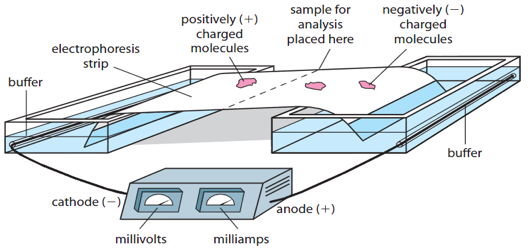 positively (+)
charged
molecules
sample for
analysis
placed here
negatively (−)
charged
molecules
electrophoresis
strip
buffer
buffer
cathode (−)
anode (+)
millivolts
milliamps